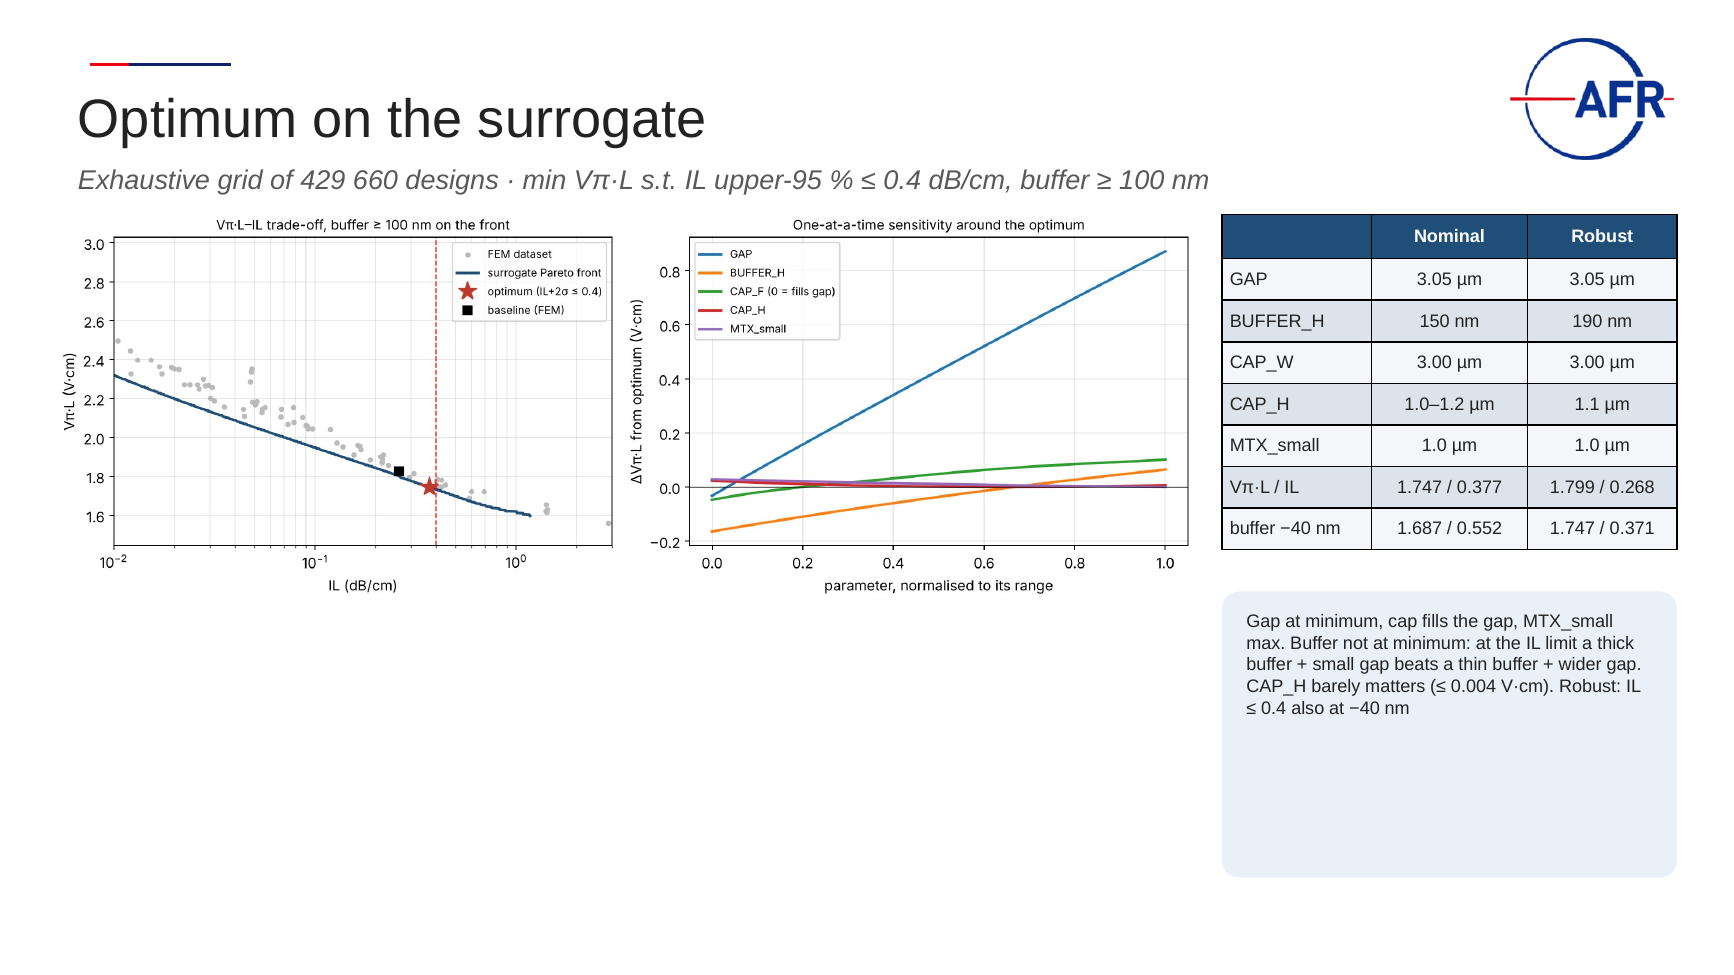 AFR
Optimum on the surrogate
Exhaustive grid of 429 660 designs · min Vπ·L s.t. IL upper-95 % ≤ 0.4 dB/cm, buffer ≥ 100 nm
Vπ·L–IL trade-off, buffer ≥ 100 nm on the front
3.0
2.8
2.6
2.4
2.2
2.0
1.8
1.6
Vπ·L (V·cm)
FEM dataset
surrogate Pareto front
optimum (IL+2σ ≤ 0.4)
baseline (FEM)
10⁻² 10⁻¹ 10⁰
IL (dB/cm)
One-at-a-time sensitivity around the optimum
0.8
0.6
0.4
0.2
0.0
−0.2
ΔVπ·L from optimum (V·cm)
GAP
BUFFER_H
CAP_F (0 = fills gap)
CAP_H
MTX_small
0.0 0.2 0.4 0.6 0.8 1.0
parameter, normalised to its range
Nominal Robust
GAP 3.05 µm 3.05 µm
BUFFER_H 150 nm 190 nm
CAP_W 3.00 µm 3.00 µm
CAP_H 1.0–1.2 µm 1.1 µm
MTX_small 1.0 µm 1.0 µm
Vπ·L / IL 1.747 / 0.377 1.799 / 0.268
buffer −40 nm 1.687 / 0.552 1.747 / 0.371
Gap at minimum, cap fills the gap, MTX_small
max. Buffer not at minimum: at the IL limit a thick
buffer + small gap beats a thin buffer + wider gap.
CAP_H barely matters (≤ 0.004 V·cm). Robust: IL
≤ 0.4 also at −40 nm